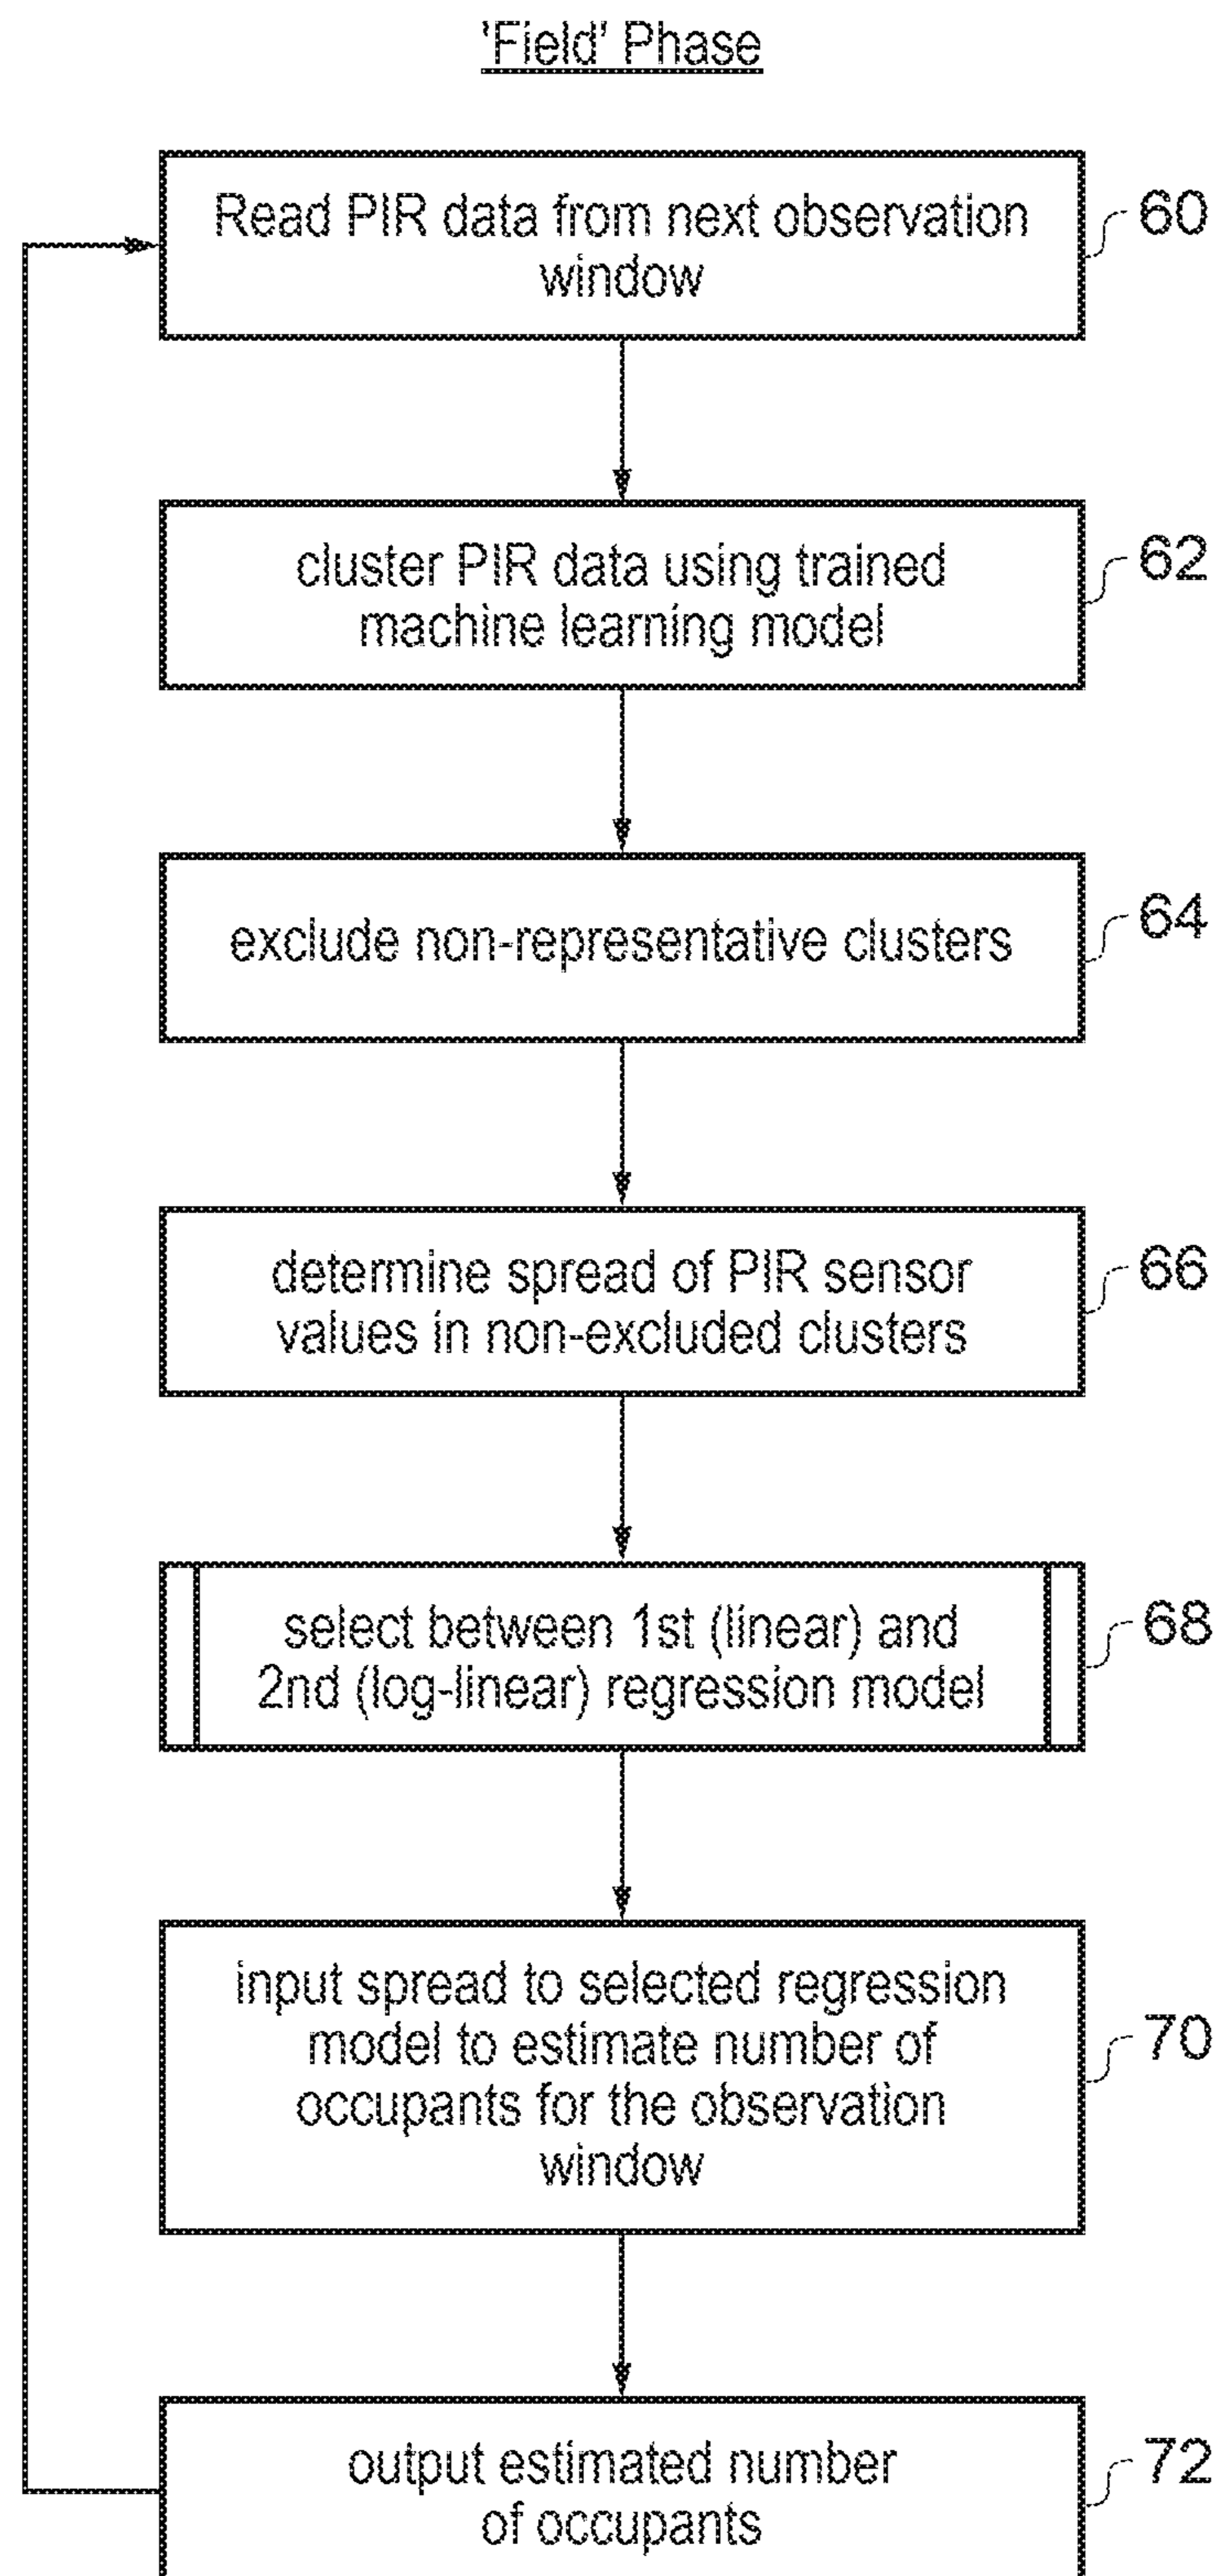 'Field' Phase
Read PIR data from next observation
window
60
cluster PIR data using trained
machine learning model
62
exclude non-representative clusters
64
determine spread of PIR sensor
values in non-excluded clusters
66
select between 1st (linear) and
2nd (log-linear) regression model
68
input spread to selected regression
model to estimate number of
occupants for the observation
window
70
output estimated number
of occupants
72